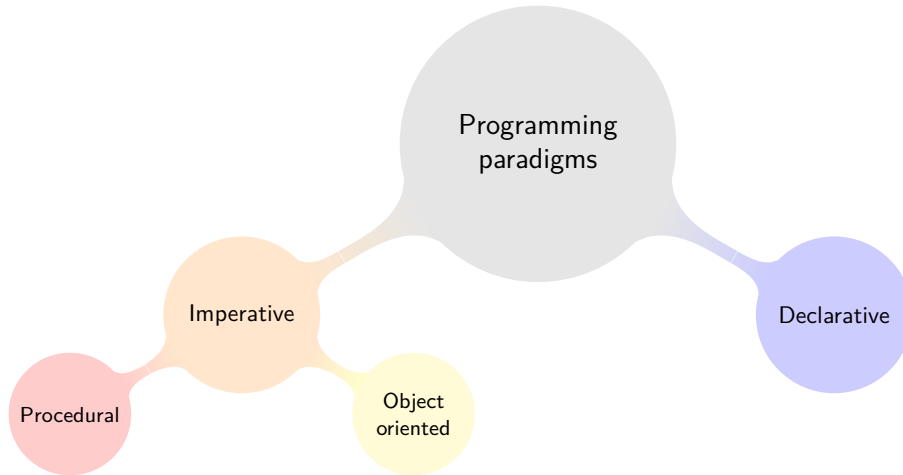 Programming
paradigms
Imperative
Declarative
Procedural
Object
oriented